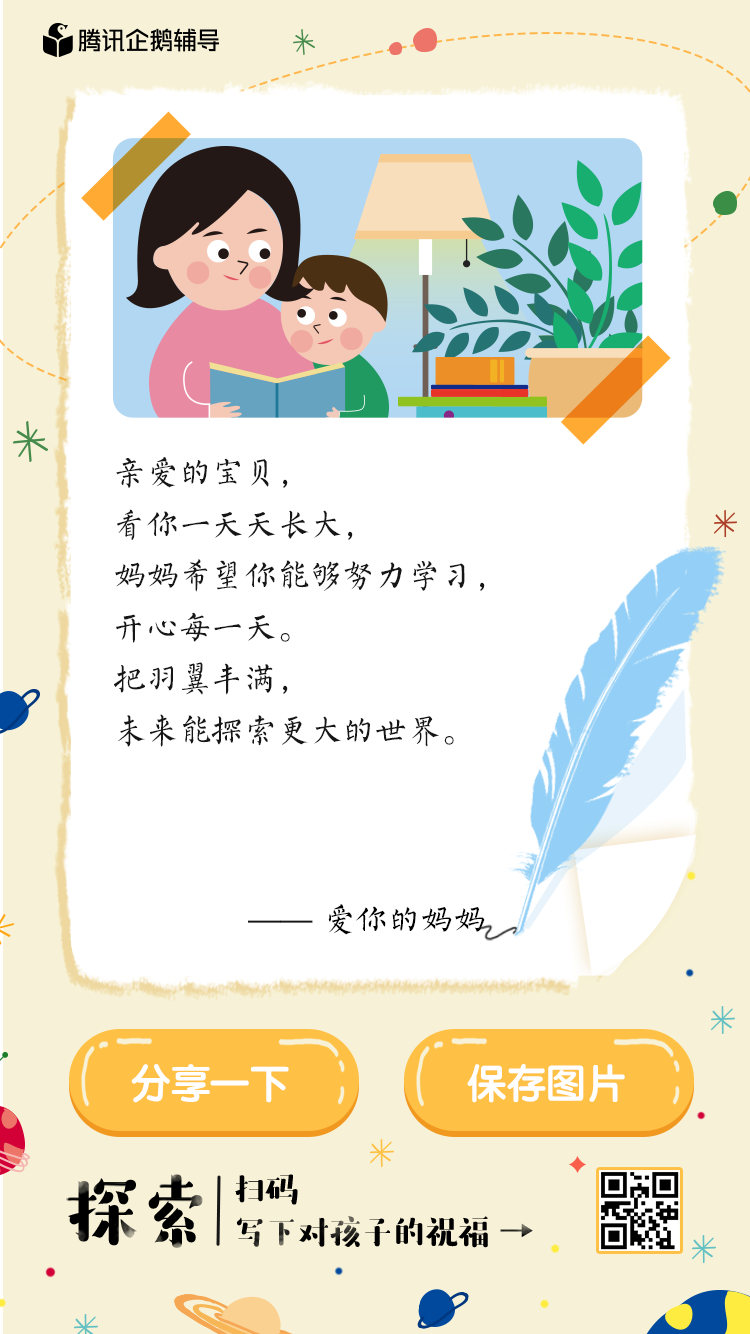 腾讯企鹅辅导
亲爱的宝贝，
看你一天天长大，
妈妈希望你能够努力学习，
开心每一天。
把羽翼丰满，
未来能探索更大的世界。
—— 爱你的妈妈
分享一下
保存图片
探索
扫码
写下对孩子的祝福→